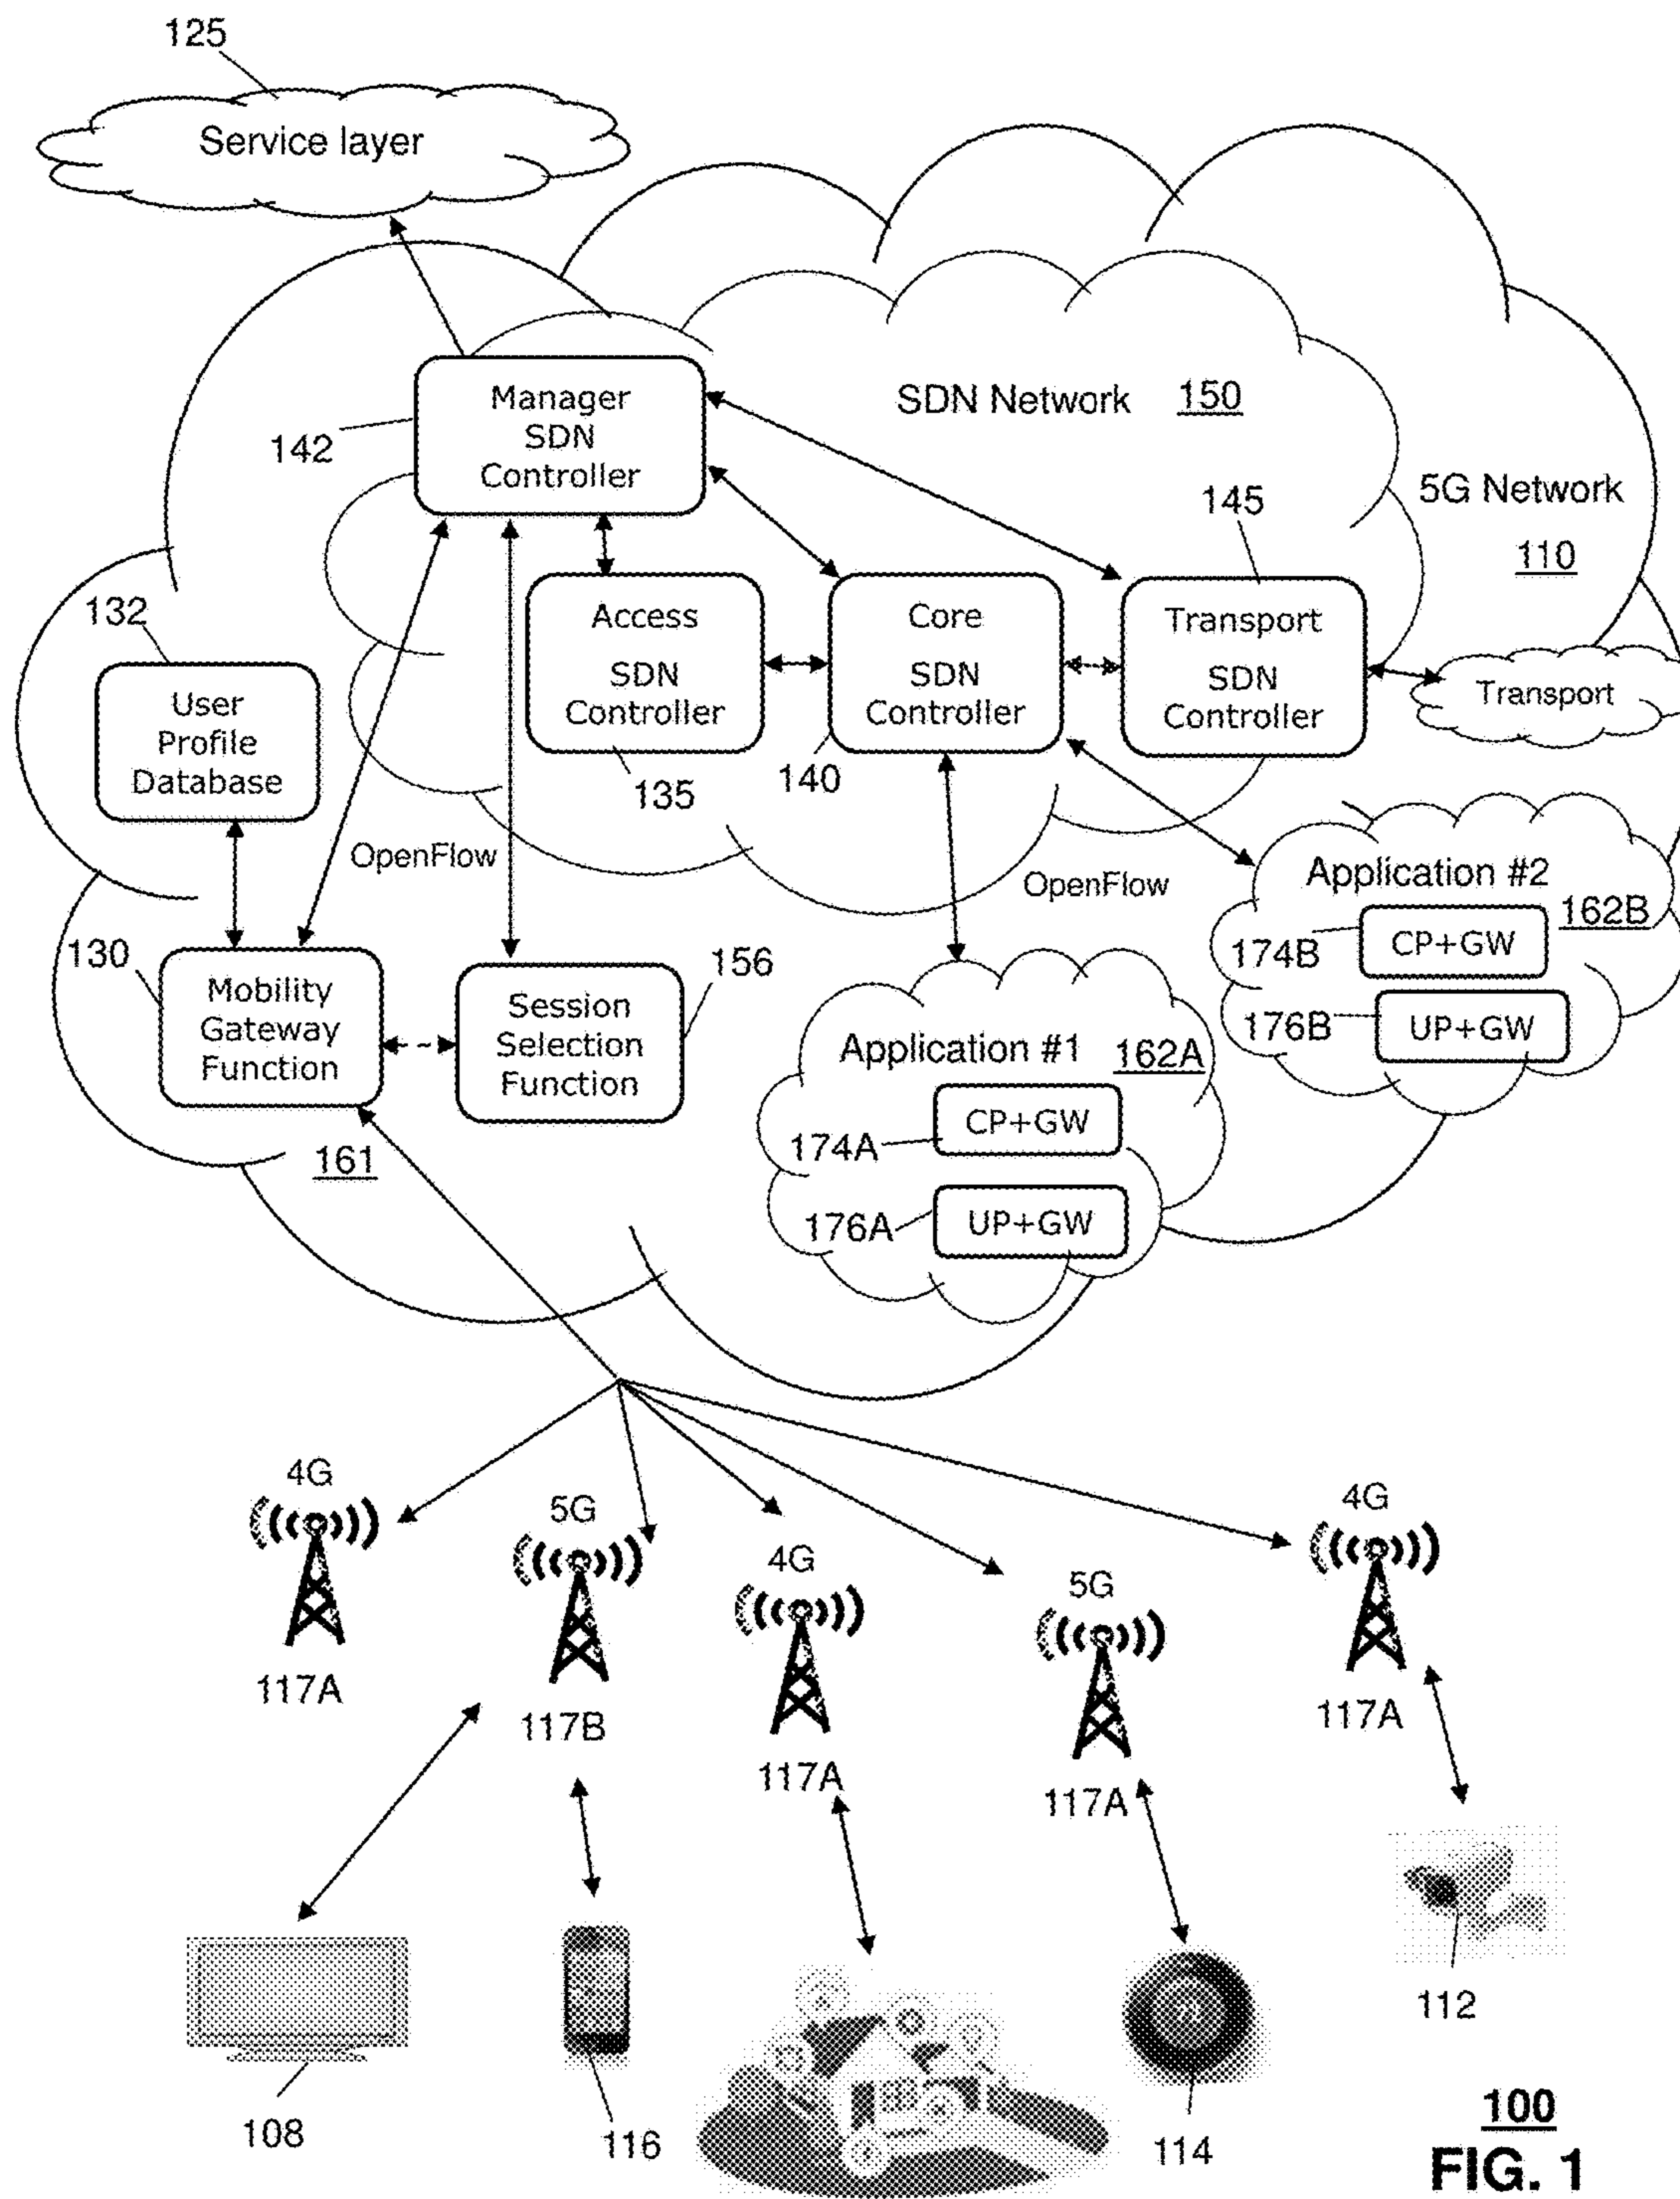 125
Service layer
SDN Network 150
Manager
SDN
Controller
142
5G Network
110
145
132
Access
SDN
Controller
Core
SDN
Controller
Transport
SDN
Controller
Transport
User
Profile
Database
135
140
OpenFlow
OpenFlow
Application #2
162B
174B
CP+GW
176B
UP+GW
130
Mobility
Gateway
Function
156
Session
Selection
Function
161
Application #1
162A
174A
CP+GW
176A
UP+GW
4G
117A
5G
117B
4G
117A
5G
117A
4G
117A
108
116
114
112
100
FIG. 1